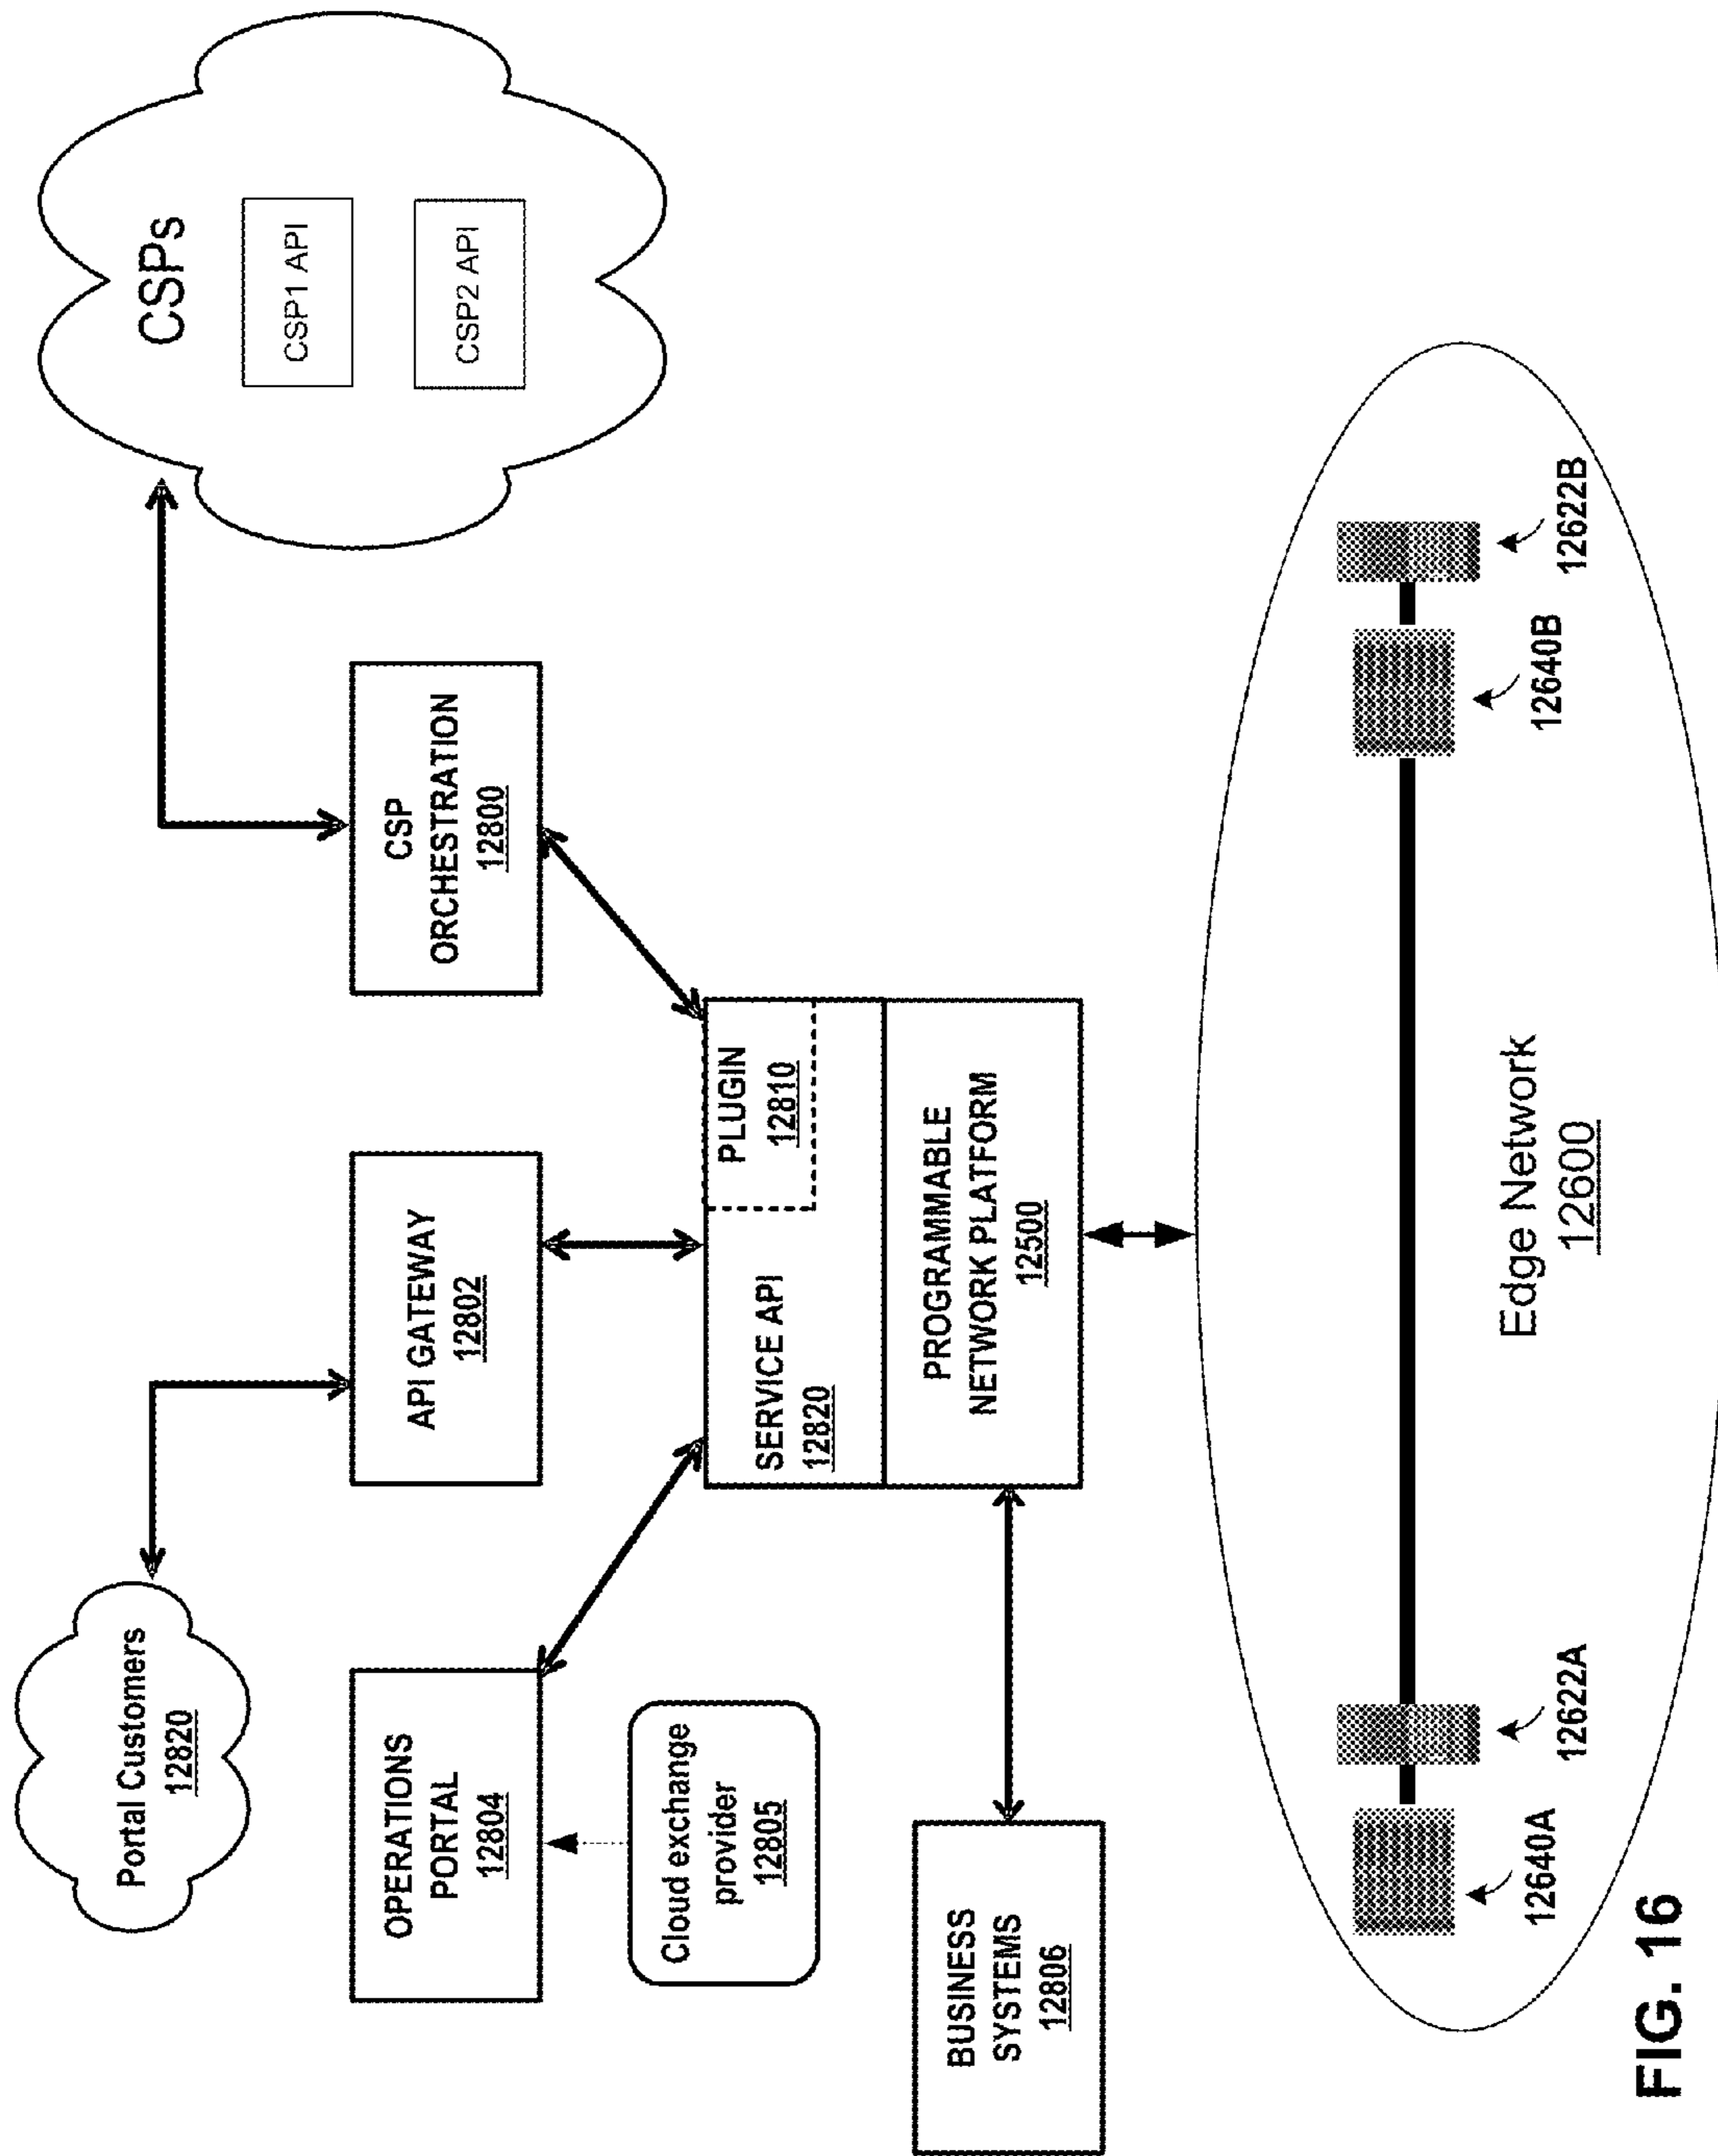 Portal Customers
12820
CSPs
CSP1 API
CSP2 API
OPERATIONS
PORTAL
12804
API GATEWAY
12802
CSP
ORCHESTRATION
12800
Cloud exchange
provider
12805
SERVICE API
12820
PLUGIN
12810
PROGRAMMABLE
NETWORK PLATFORM
12500
BUSINESS
SYSTEMS
12806
12640A
12622A
12640B
12622B
Edge Network
12600
FIG. 16